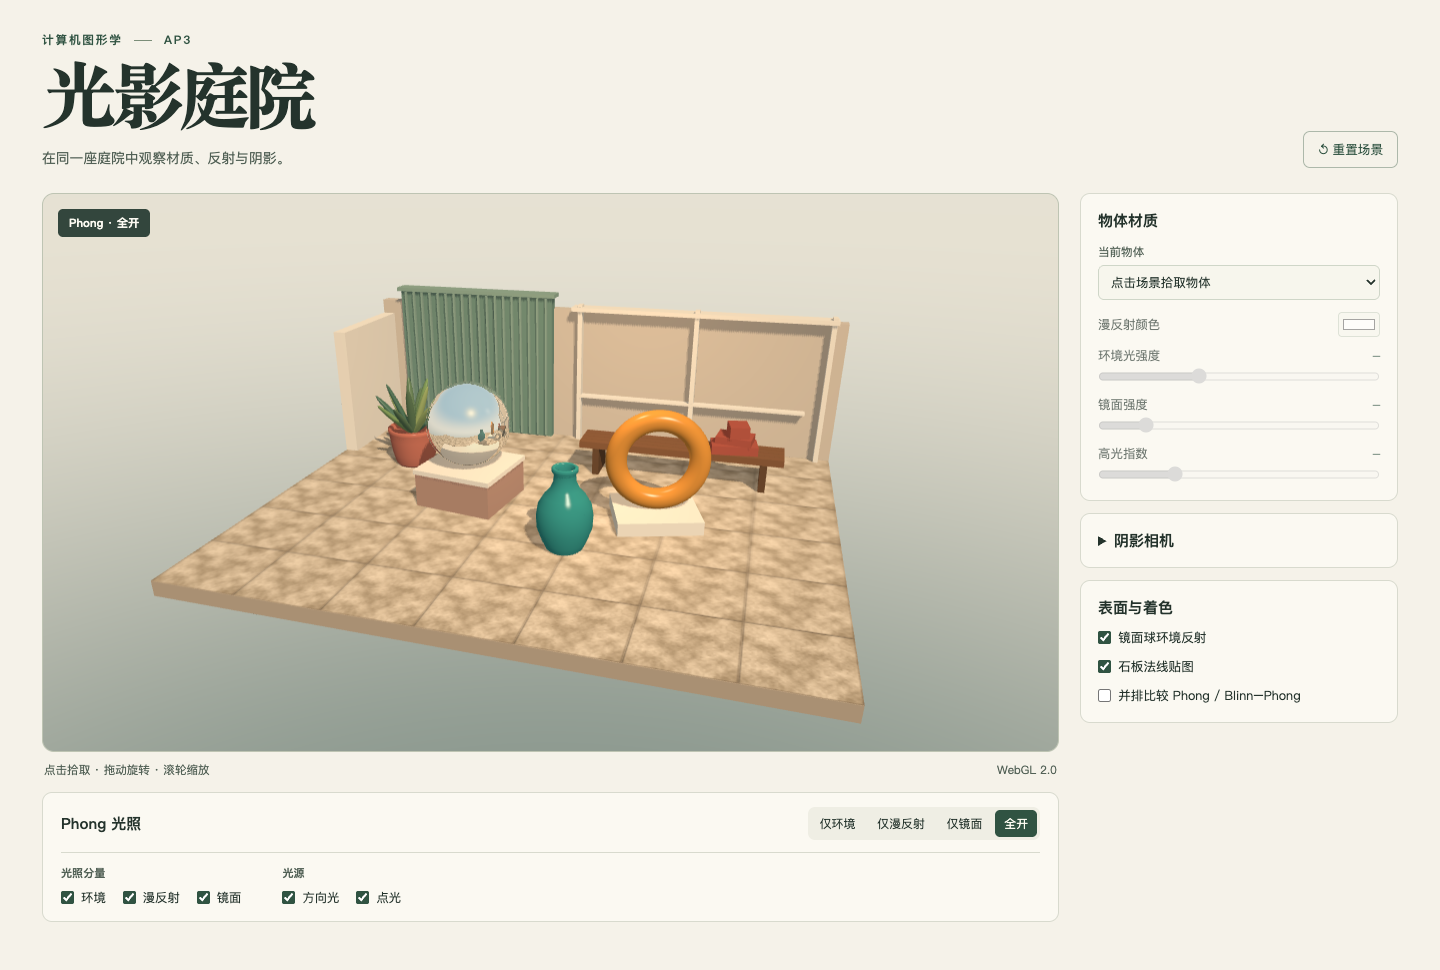 计算机图形学 — AP3
光影庭院
在同一座庭院中观察材质、反射与阴影。
↺ 重置场景
Phong · 全开
物体材质
当前物体
点击场景拾取物体
漫反射颜色
环境光强度 –
镜面强度 –
高光指数 –
▶ 阴影相机
表面与着色
镜面球环境反射
石板法线贴图
并排比较 Phong / Blinn—Phong
点击拾取 · 拖动旋转 · 滚轮缩放
WebGL 2.0
Phong 光照
仅环境 仅漫反射 仅镜面 全开
光照分量 光源
环境 漫反射 镜面 方向光 点光